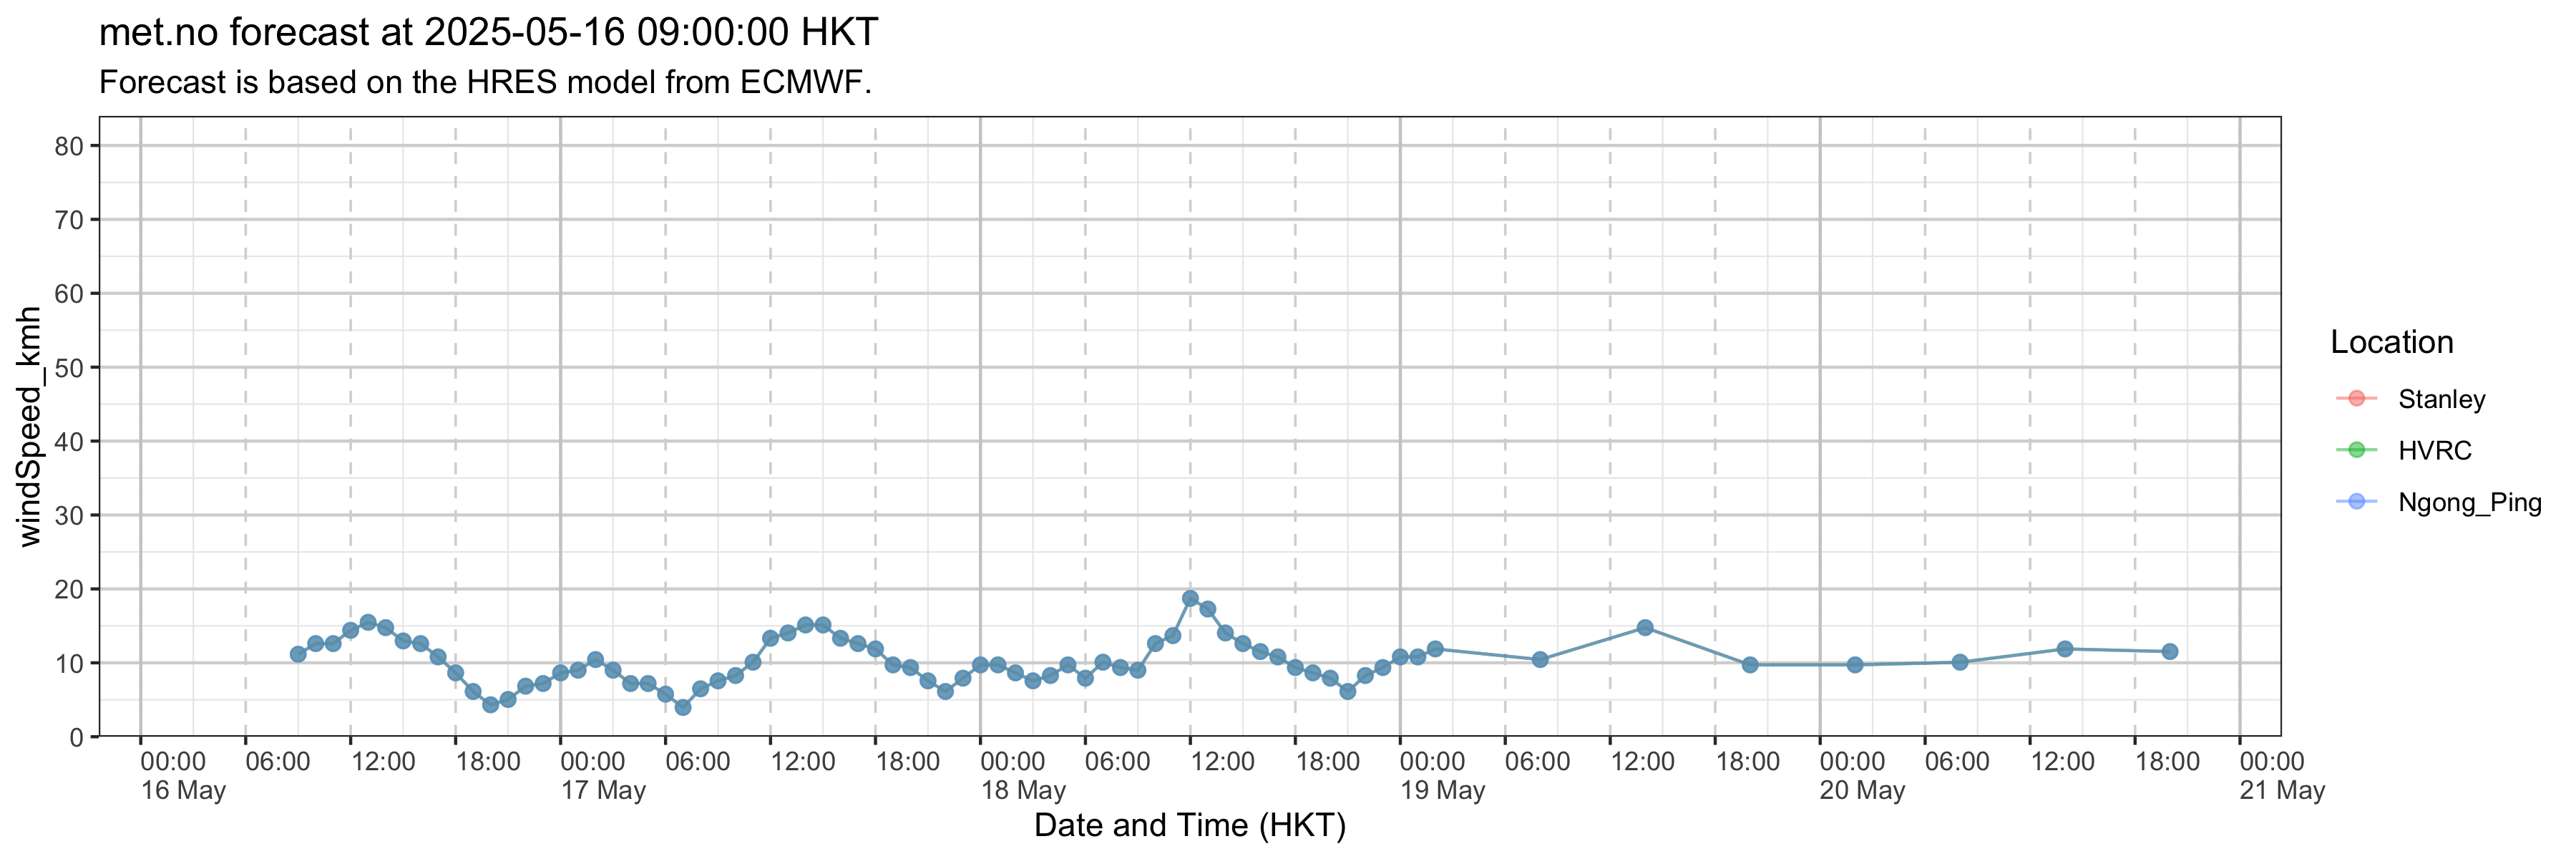 met.no forecast at 2025-05-16 09:00:00 HKT
Forecast is based on the HRES model from ECMWF.
windSpeed_kmh
80
70
60
50
40
30
20
10
0
00:00 06:00 12:00 18:00 00:00 06:00 12:00 18:00 00:00 06:00 12:00 18:00 00:00 06:00 12:00 18:00 00:00 06:00 12:00 18:00 00:00
16 May 17 May 18 May 19 May 20 May 21 May
Date and Time (HKT)
Location
Stanley
HVRC
Ngong_Ping